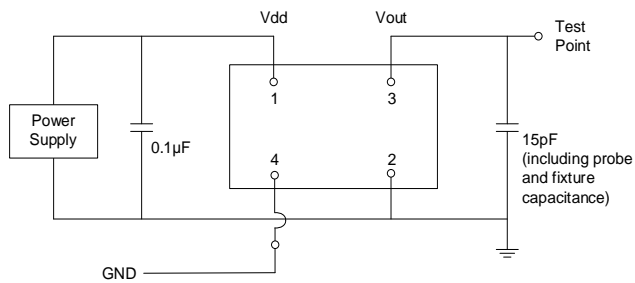 Vdd
Vout
Test
Point
1
3
Power
Supply
0.1µF
4
2
15pF
(including probe
and fixture
capacitance)
GND